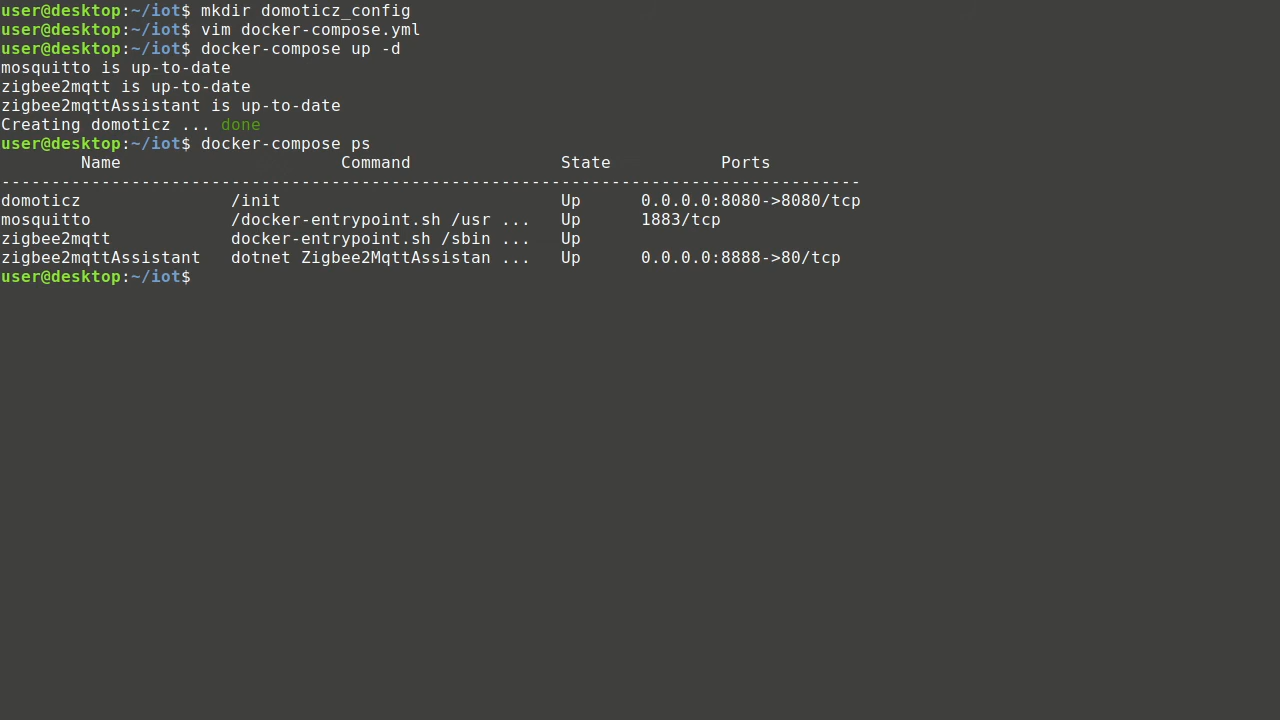 user@desktop:~/iot$ mkdir domoticz_config
user@desktop:~/iot$ vim docker-compose.yml
user@desktop:~/iot$ docker-compose up -d
mosquitto is up-to-date
zigbee2mqtt is up-to-date
zigbee2mqttAssistant is up-to-date
Creating domoticz ... done
user@desktop:~/iot$ docker-compose ps
        Name                      Command               State           Ports
--------------------------------------------------------------------------------------
domoticz               /init                            Up      0.0.0.0:8080->8080/tcp
mosquitto              /docker-entrypoint.sh /usr ...   Up      1883/tcp
zigbee2mqtt            docker-entrypoint.sh /sbin ...   Up
zigbee2mqttAssistant   dotnet Zigbee2MqttAssistan ...   Up      0.0.0.0:8888->80/tcp
user@desktop:~/iot$